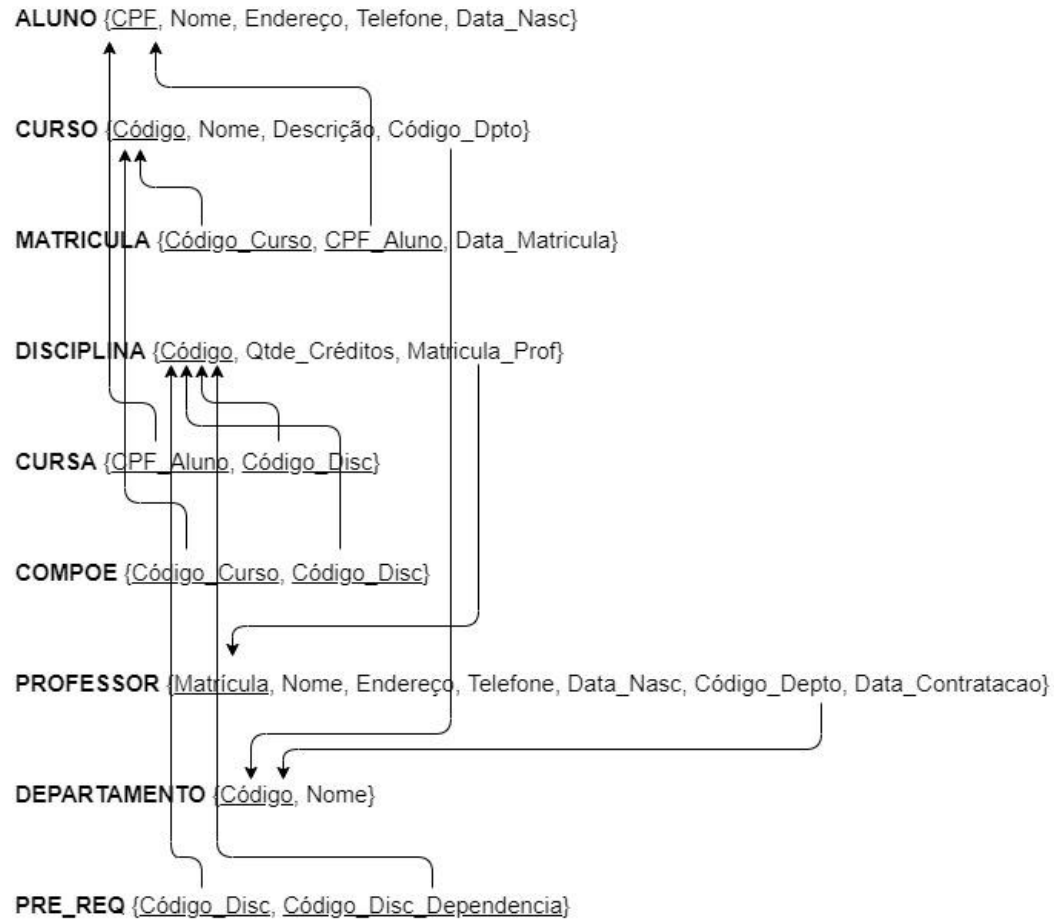 ALUNO {CPF, Nome, Endereço, Telefone, Data_Nasc}
CURSO {Código, Nome, Descrição, Código_Dpto}
MATRICULA {Código_Curso, CPF_Aluno, Data_Matricula}
DISCIPLINA {Código, Qtde_Créditos, Matricula_Prof}
CURSA {CPF_Aluno, Código_Disc}
COMPOE {Código_Curso, Código_Disc}
PROFESSOR {Matrícula, Nome, Endereço, Telefone, Data_Nasc, Código_Depto, Data_Contratacao}
DEPARTAMENTO {Código, Nome}
PRE_REQ {Código_Disc, Código_Disc_Dependencia}